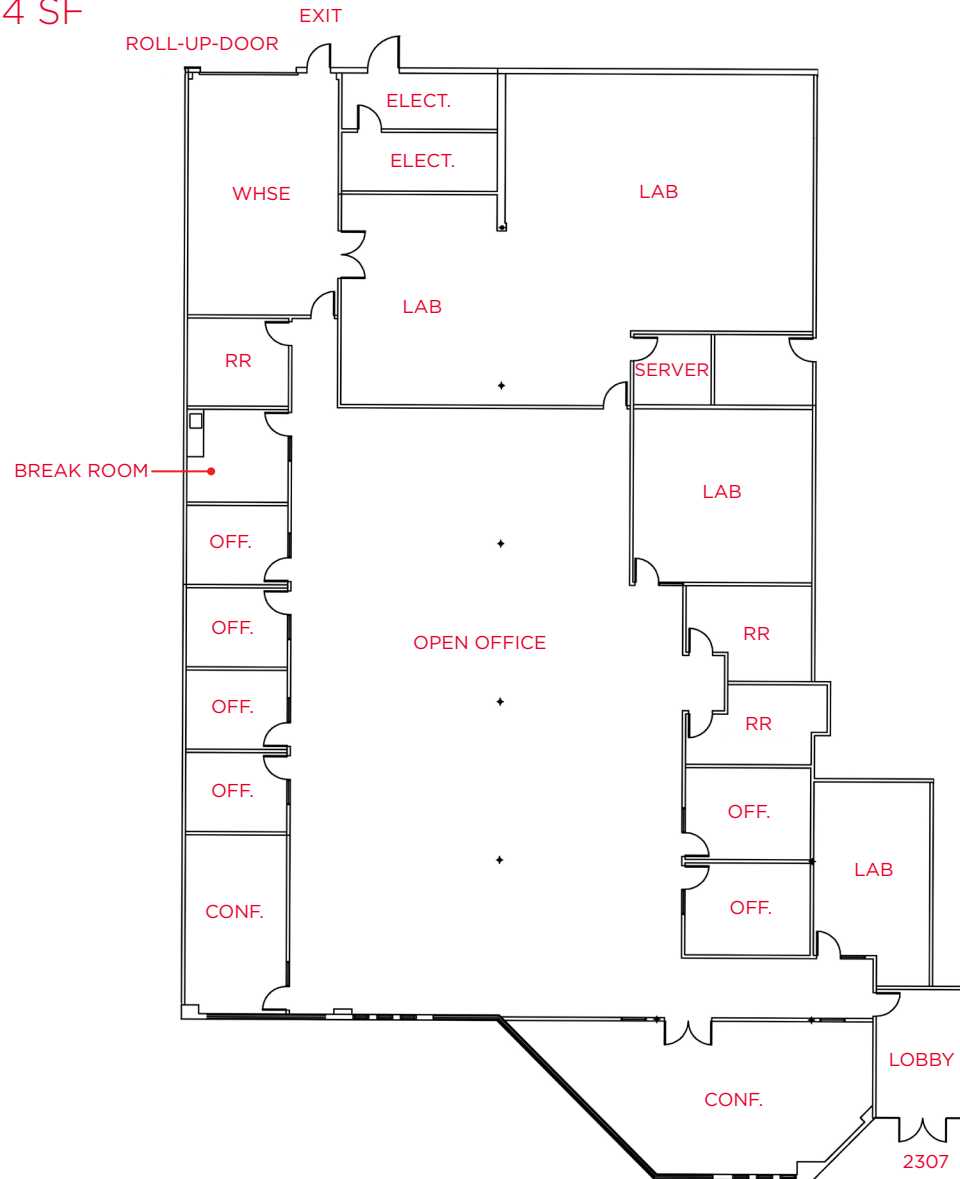 4 SF
EXIT
ROLL-UP-DOOR
ELECT.
ELECT.
WHSE
LAB
LAB
RR
SERVER
BREAK ROOM
LAB
OFF.
OFF.
RR
OPEN OFFICE
OFF.
RR
OFF.
OFF.
LAB
CONF.
OFF.
LOBBY
CONF.
2307